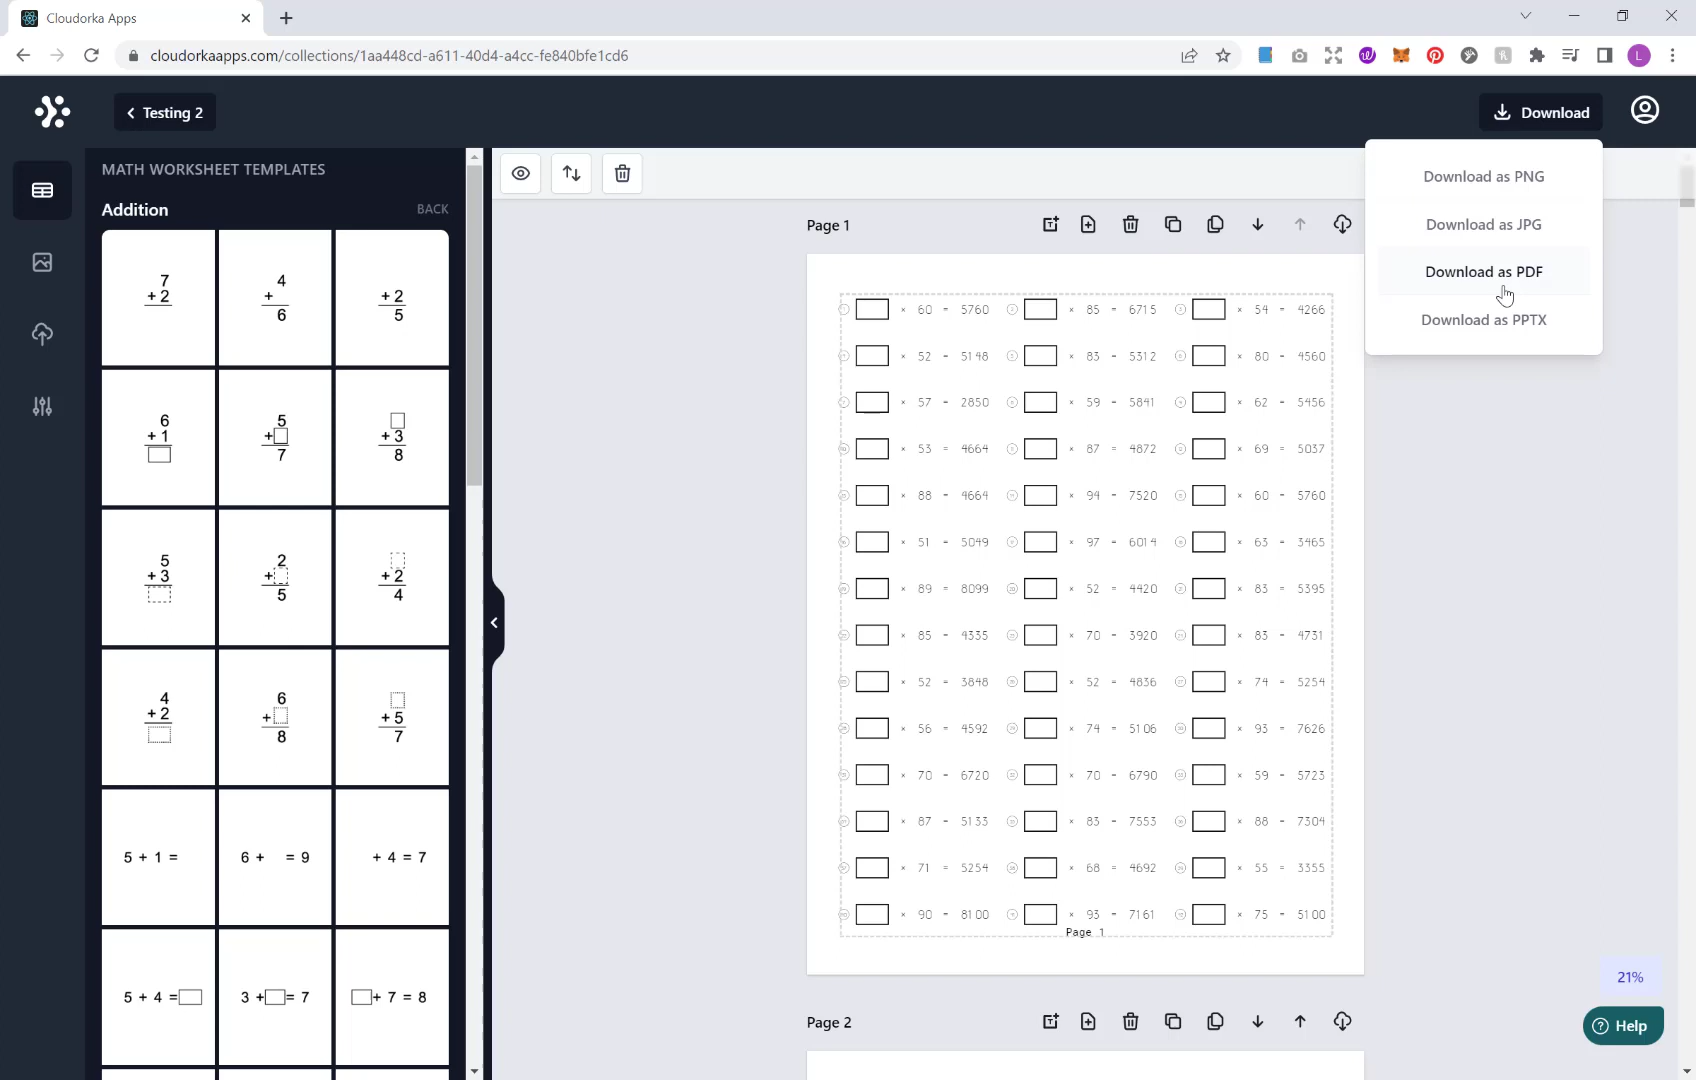 Cloudorka Apps
cloudorkaapps.com/collections/1aa448cd-a611-40d4-a4cc-fe840bfe1cd6
Testing 2
Download
MATH WORKSHEET TEMPLATES
Addition
BACK
Download as PNG
Download as JPG
Download as PDF
Download as PPTX
7
+2
4
+
6
+2
5
6
+1
5
+
7
+3
8
5
+3
2
+
5
+2
4
4
+2
6
+
8
+5
7
5 + 1 =
6 + = 9
+ 4 = 7
5 + 4 =
3 + = 7
+ 7 = 8
Page 1
× 60 = 5760 × 85 = 6715 × 54 = 4266
× 52 = 5148 × 83 = 5312 × 80 = 4560
× 57 = 2850 × 59 = 5841 × 62 = 5456
× 53 = 4664 × 87 = 4872 × 69 = 5037
× 88 = 4664 × 94 = 7520 × 60 = 5760
× 51 = 5049 × 97 = 6014 × 63 = 3465
× 89 = 8099 × 52 = 4420 × 83 = 5395
× 85 = 4335 × 70 = 3920 × 83 = 4731
× 52 = 3848 × 52 = 4836 × 74 = 5254
× 56 = 4592 × 74 = 5106 × 93 = 7626
× 70 = 6720 × 70 = 6790 × 59 = 5723
× 87 = 5133 × 83 = 7553 × 88 = 7304
× 71 = 5254 × 68 = 4692 × 55 = 3355
× 90 = 8100 × 93 = 7161 × 75 = 5100
Page 1
Page 2
21%
Help
L